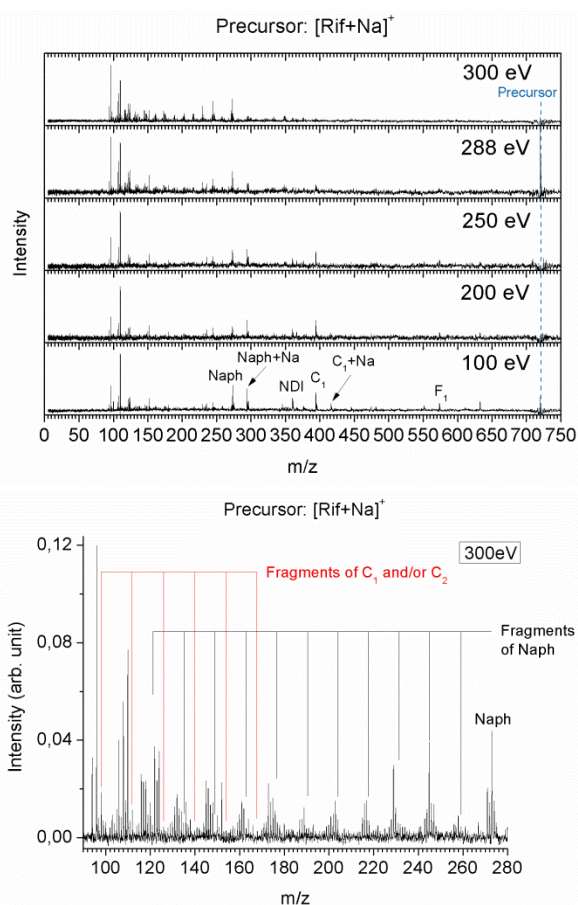 Precursor: [Rif+Na]⁺
300 eV
Precursor
288 eV
250 eV
200 eV
100 eV
Naph
Naph+Na
NDI
C₁
C₁+Na
F₁
Intensity
0 50 100 150 200 250 300 350 400 450 500 550 600 650 700 750
m/z
Precursor: [Rif+Na]⁺
300eV
Fragments of C₁ and/or C₂
Fragments
of Naph
Naph
Intensity (arb. unit)
0,12
0,08
0,04
0,00
100 120 140 160 180 200 220 240 260 280
m/z